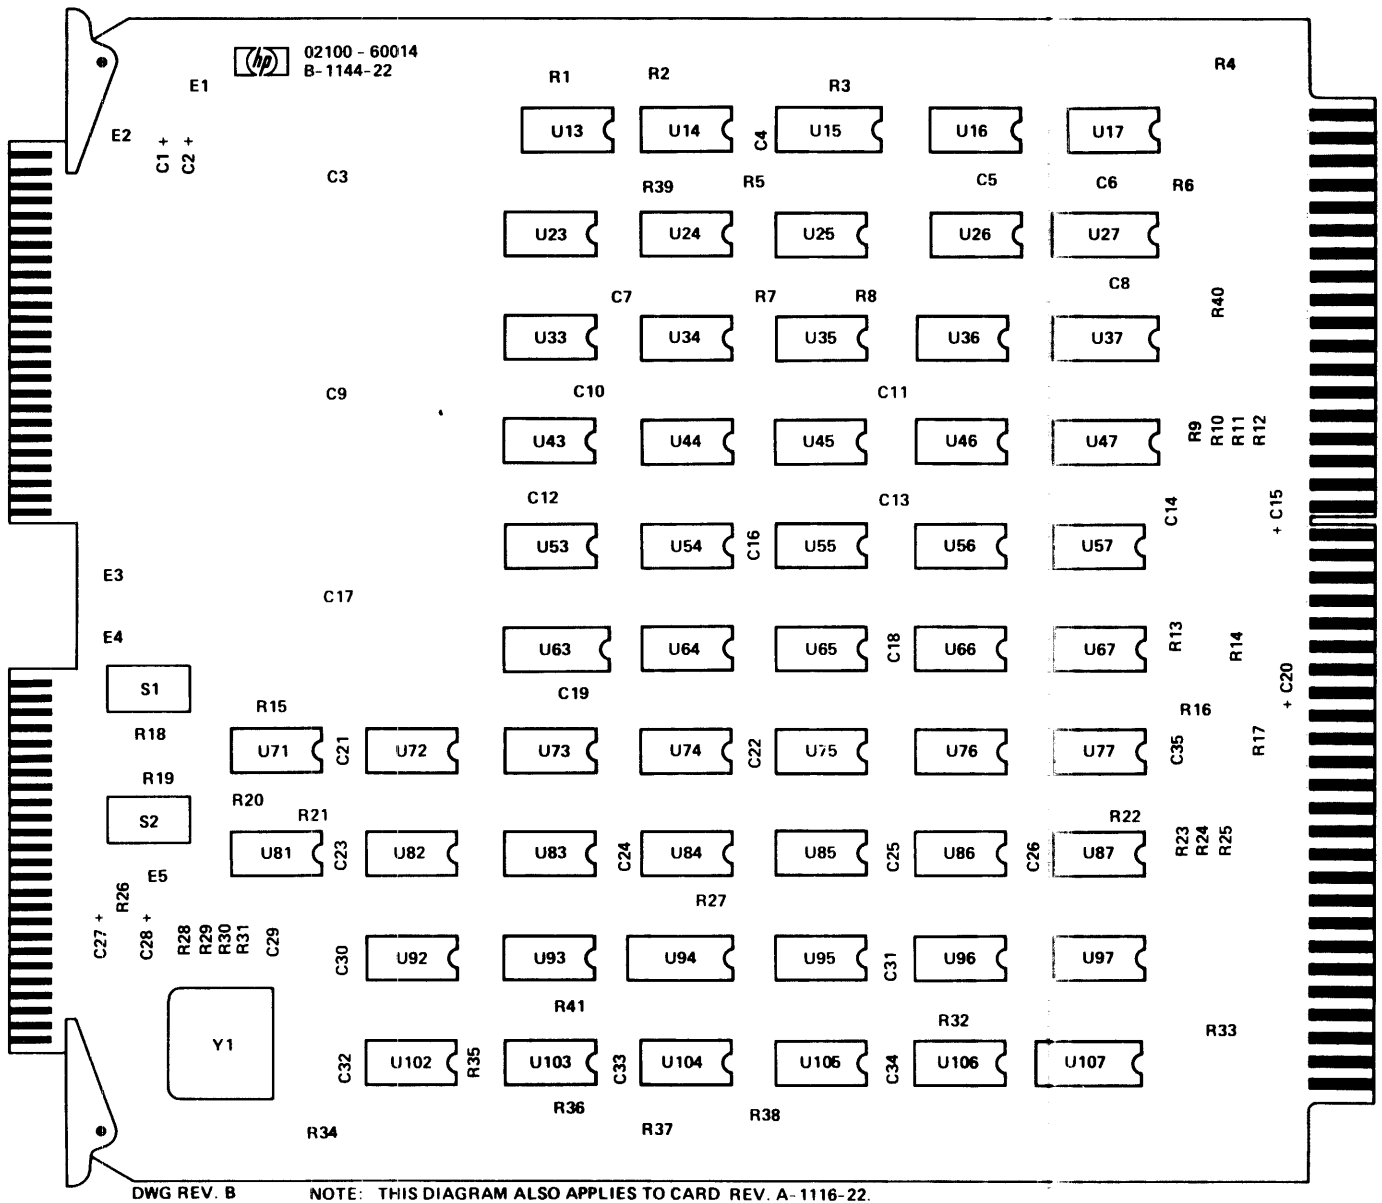 hp 02100 - 60014
B-1144-22
R4
R1 R2 R3
E1
U13 U14 C4 U15 U16 U17
E2 C1 + C2 +
C3 R39 R5 C5 C6 R6
U23 U24 U25 U26 U27
C7 R7 R8 C8 R40
U33 U34 U35 U36 U37
C9 C10 C11
U43 U44 U45 U46 U47 R9 R10 R11 R12
C12 C13 C14 + C15
U53 U54 C16 U55 U56 U57
E3
C17
E4 U63 U64 U65 C18 U66 U67 R13 R14
S1 C19 + C20
R15 R16
R18
U71 C21 U72 U73 U74 C22 U75 U76 U77 C35 R17
R19
R20
S2 R21 R22
U81 C23 U82 U83 C24 U84 U85 C25 U86 C26 U87 R23 R24 R25
E5
R26 R27
C27 + C28 + R28 R29 R30 R31 C29
C30 U92 U93 U94 U95 C31 U96 U97
R41
R32 R33
Y1
C32 U102 R35 U103 C33 U104 U105 C34 U106 U107
R36 R38
R34 R37
DWG REV. B NOTE: THIS DIAGRAM ALSO APPLIES TO CARD REV. A-1116-22.